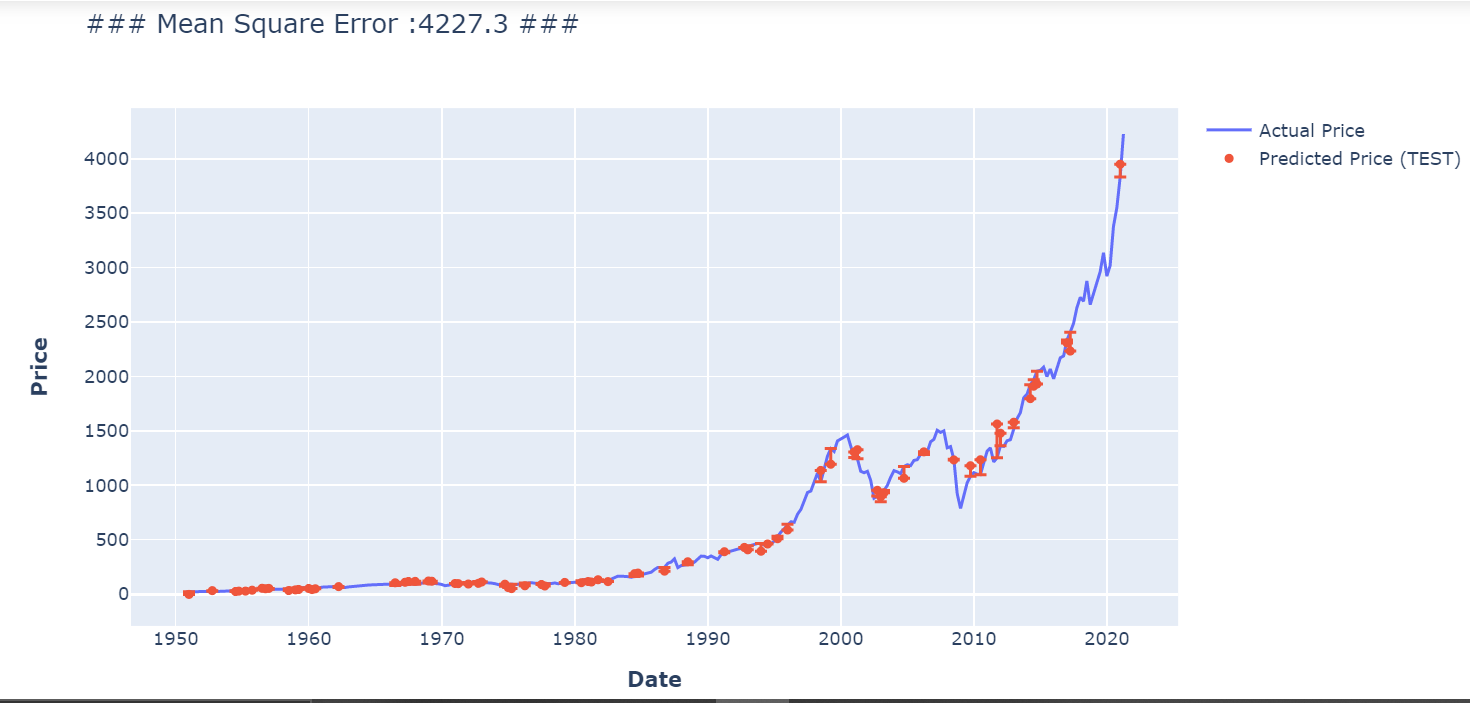 ### Mean Square Error :4227.3 ###
Actual Price
Predicted Price (TEST)
4000
3500
3000
2500
2000
1500
1000
500
0
Price
1950 1960 1970 1980 1990 2000 2010 2020
Date